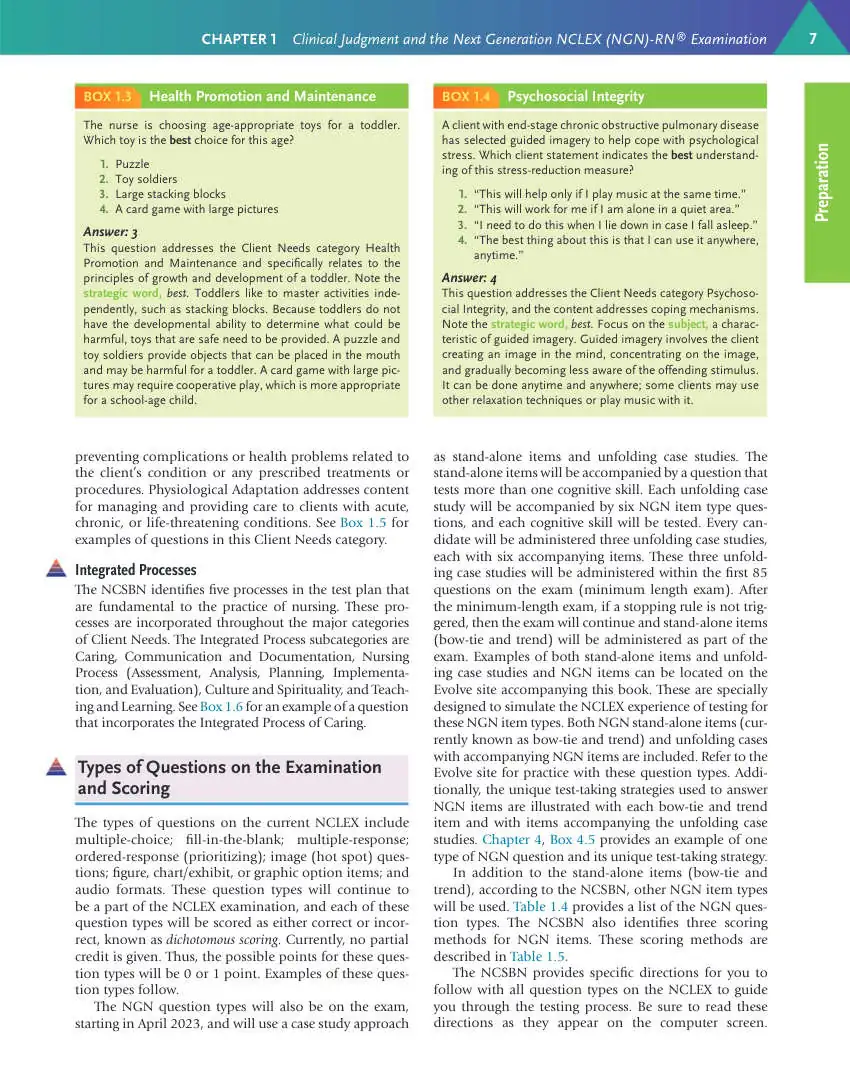 CHAPTER 1 Clinical Judgment and the Next Generation NCLEX (NGN)-RN® Examination 7
BOX 1.3 Health Promotion and Maintenance
The nurse is choosing age-appropriate toys for a toddler.
Which toy is the best choice for this age?
1. Puzzle
2. Toy soldiers
3. Large stacking blocks
4. A card game with large pictures
Answer: 3
This question addresses the Client Needs category Health
Promotion and Maintenance and specifically relates to the
principles of growth and development of a toddler. Note the
strategic word, best. Toddlers like to master activities inde-
pendently, such as stacking blocks. Because toddlers do not
have the developmental ability to determine what could be
harmful, toys that are safe need to be provided. A puzzle and
toy soldiers provide objects that can be placed in the mouth
and may be harmful for a toddler. A card game with large pic-
tures may require cooperative play, which is more appropriate
for a school-age child.
BOX 1.4 Psychosocial Integrity
A client with end-stage chronic obstructive pulmonary disease
has selected guided imagery to help cope with psychological
stress. Which client statement indicates the best understand-
ing of this stress-reduction measure?
1. “This will help only if I play music at the same time.”
2. “This will work for me if I am alone in a quiet area.”
3. “I need to do this when I lie down in case I fall asleep.”
4. “The best thing about this is that I can use it anywhere,
anytime.”
Answer: 4
This question addresses the Client Needs category Psychoso-
cial Integrity, and the content addresses coping mechanisms.
Note the strategic word, best. Focus on the subject, a charac-
teristic of guided imagery. Guided imagery involves the client
creating an image in the mind, concentrating on the image,
and gradually becoming less aware of the offending stimulus.
It can be done anytime and anywhere; some clients may use
other relaxation techniques or play music with it.
Preparation
preventing complications or health problems related to
the client’s condition or any prescribed treatments or
procedures. Physiological Adaptation addresses content
for managing and providing care to clients with acute,
chronic, or life-threatening conditions. See Box 1.5 for
examples of questions in this Client Needs category.
Integrated Processes
The NCSBN identifies five processes in the test plan that
are fundamental to the practice of nursing. These pro-
cesses are incorporated throughout the major categories
of Client Needs. The Integrated Process subcategories are
Caring, Communication and Documentation, Nursing
Process (Assessment, Analysis, Planning, Implementa-
tion, and Evaluation), Culture and Spirituality, and Teach-
ing and Learning. See Box 1.6 for an example of a question
that incorporates the Integrated Process of Caring.
Types of Questions on the Examination
and Scoring
The types of questions on the current NCLEX include
multiple-choice; fill-in-the-blank; multiple-response;
ordered-response (prioritizing); image (hot spot) ques-
tions; figure, chart/exhibit, or graphic option items; and
audio formats. These question types will continue to
be a part of the NCLEX examination, and each of these
question types will be scored as either correct or incor-
rect, known as dichotomous scoring. Currently, no partial
credit is given. Thus, the possible points for these ques-
tion types will be 0 or 1 point. Examples of these ques-
tion types follow.
The NGN question types will also be on the exam,
starting in April 2023, and will use a case study approach
as stand-alone items and unfolding case studies. The
stand-alone items will be accompanied by a question that
tests more than one cognitive skill. Each unfolding case
study will be accompanied by six NGN item type ques-
tions, and each cognitive skill will be tested. Every can-
didate will be administered three unfolding case studies,
each with six accompanying items. These three unfold-
ing case studies will be administered within the first 85
questions on the exam (minimum length exam). After
the minimum-length exam, if a stopping rule is not trig-
gered, then the exam will continue and stand-alone items
(bow-tie and trend) will be administered as part of the
exam. Examples of both stand-alone items and unfold-
ing case studies and NGN items can be located on the
Evolve site accompanying this book. These are specially
designed to simulate the NCLEX experience of testing for
these NGN item types. Both NGN stand-alone items (cur-
rently known as bow-tie and trend) and unfolding cases
with accompanying NGN items are included. Refer to the
Evolve site for practice with these question types. Addi-
tionally, the unique test-taking strategies used to answer
NGN items are illustrated with each bow-tie and trend
item and with items accompanying the unfolding case
studies. Chapter 4, Box 4.5 provides an example of one
type of NGN question and its unique test-taking strategy.
In addition to the stand-alone items (bow-tie and
trend), according to the NCSBN, other NGN item types
will be used. Table 1.4 provides a list of the NGN ques-
tion types. The NCSBN also identifies three scoring
methods for NGN items. These scoring methods are
described in Table 1.5.
The NCSBN provides specific directions for you to
follow with all question types on the NCLEX to guide
you through the testing process. Be sure to read these
directions as they appear on the computer screen.